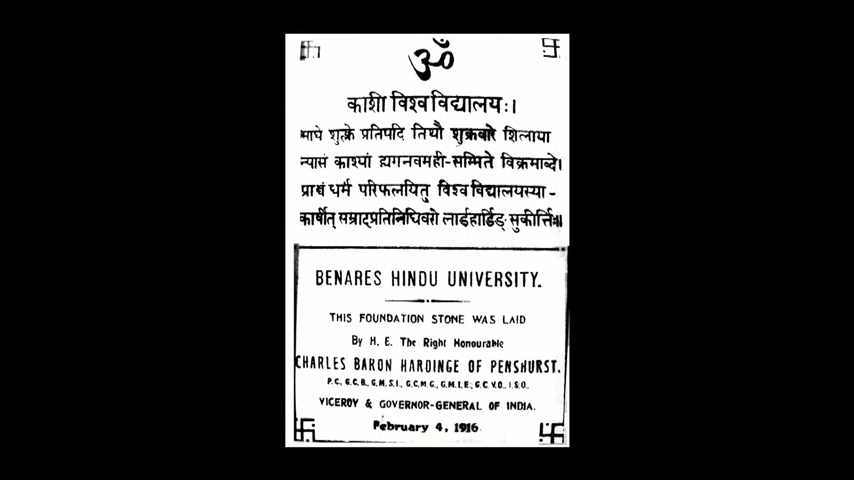 ॐ
काशी विश्वविद्यालयः।
माघे शुक्ले प्रतिपदि तिथौ शुक्रवारे शिलाया
न्यासं काश्यां द्व्यगनवमही-सम्मिते विक्रमाब्दे।
प्राच्यं धर्मं परिफलयितु विश्वविद्यालयस्या-
कार्षीत् सम्राट्प्रतिनिधिवरो लार्डहार्डिङ् सुकीर्त्तिः॥
BENARES HINDU UNIVERSITY.
THIS FOUNDATION STONE WAS LAID
By H. E. The Right Honourable
CHARLES BARON HARDINGE OF PENSHURST.
P.C., G.C.B., G.M.S.I., G.C.M.G., G.M.I.E., G.C.V.O., I.S.O.,
VICEROY & GOVERNOR-GENERAL OF INDIA.
February 4, 1916.